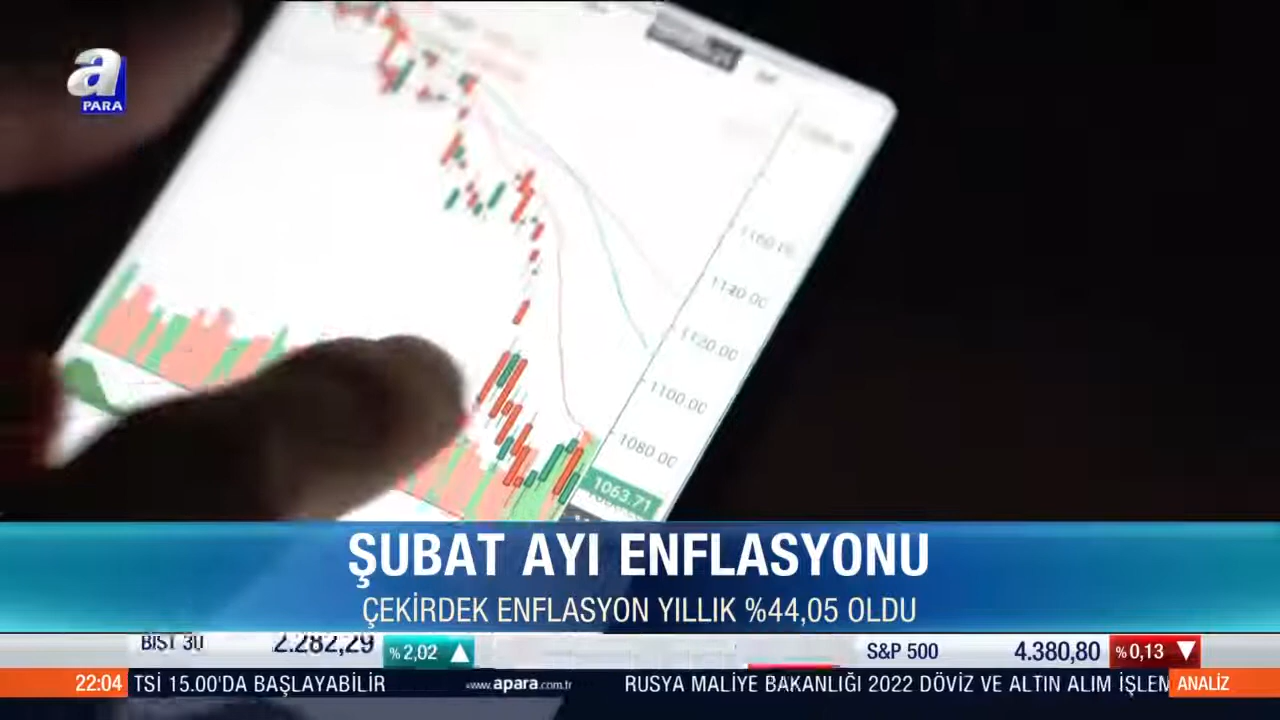 a
PARA
1160.00
1140.00
1120.00
1100.00
1080.00
1063.71
ŞUBAT AYI ENFLASYONU
ÇEKİRDEK ENFLASYON YILLIK %44,05 OLDU
BIST 30 2.282,29 %2,02 S&P 500 4.380,80 %0,13
22:04 TSİ 15.00'DA BAŞLAYABİLİR www.apara.com.tr RUSYA MALİYE BAKANLIĞI 2022 DÖVİZ VE ALTIN ALIM İŞLEM ANALİZ